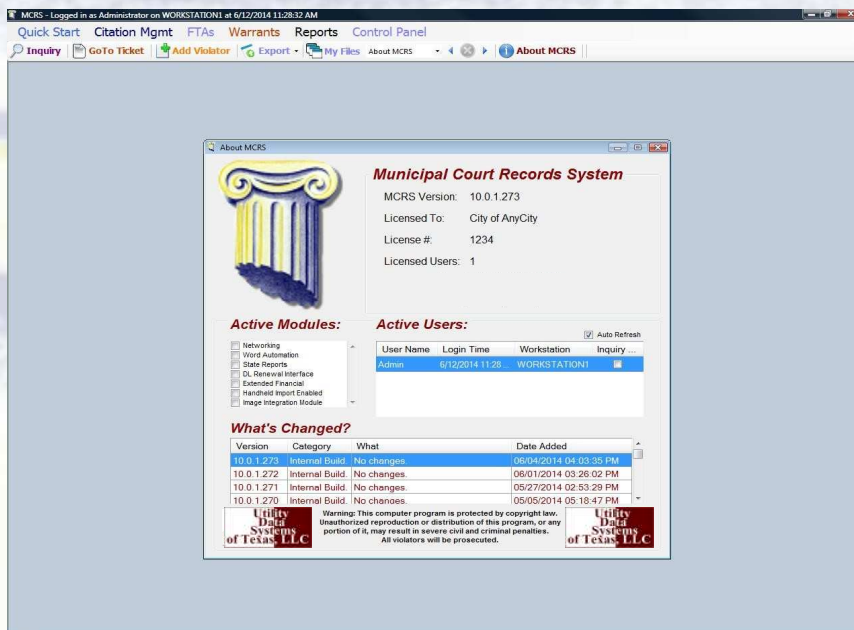 MCRS - Logged in as Administrator on WORKSTATION1 at 6/12/2014 11:28:32 AM
Quick Start Citation Mgmt FTAs Warrants Reports Control Panel
Inquiry GoTo Ticket Add Violator Export My Files About MCRS About MCRS
About MCRS
Municipal Court Records System
MCRS Version: 10.0.1.273
Licensed To: City of AnyCity
License #: 1234
Licensed Users: 1
Active Modules:
Networking
Word Automation
State Reports
DL Renewal Interface
Extended Financial
Handheld Import Enabled
Image Integration Module
Active Users:
Auto Refresh
User Name Login Time Workstation Inquiry ...
Admin 6/12/2014 11:28 ... WORKSTATION1
What's Changed?
Version Category What Date Added
10.0.1.273 Internal Build. No changes. 06/04/2014 04:03:35 PM
10.0.1.272 Internal Build. No changes. 06/01/2014 03:26:02 PM
10.0.1.271 Internal Build. No changes. 05/27/2014 02:53:29 PM
10.0.1.270 Internal Build. No changes. 05/05/2014 05:18:47 PM
Utility
Data
Systems
of Texas, LLC
Warning: This computer program is protected by copyright law.
Unauthorized reproduction or distribution of this program, or any
portion of it, may result in severe civil and criminal penalties.
All violators will be prosecuted.
Utility
Data
Systems
of Texas, LLC